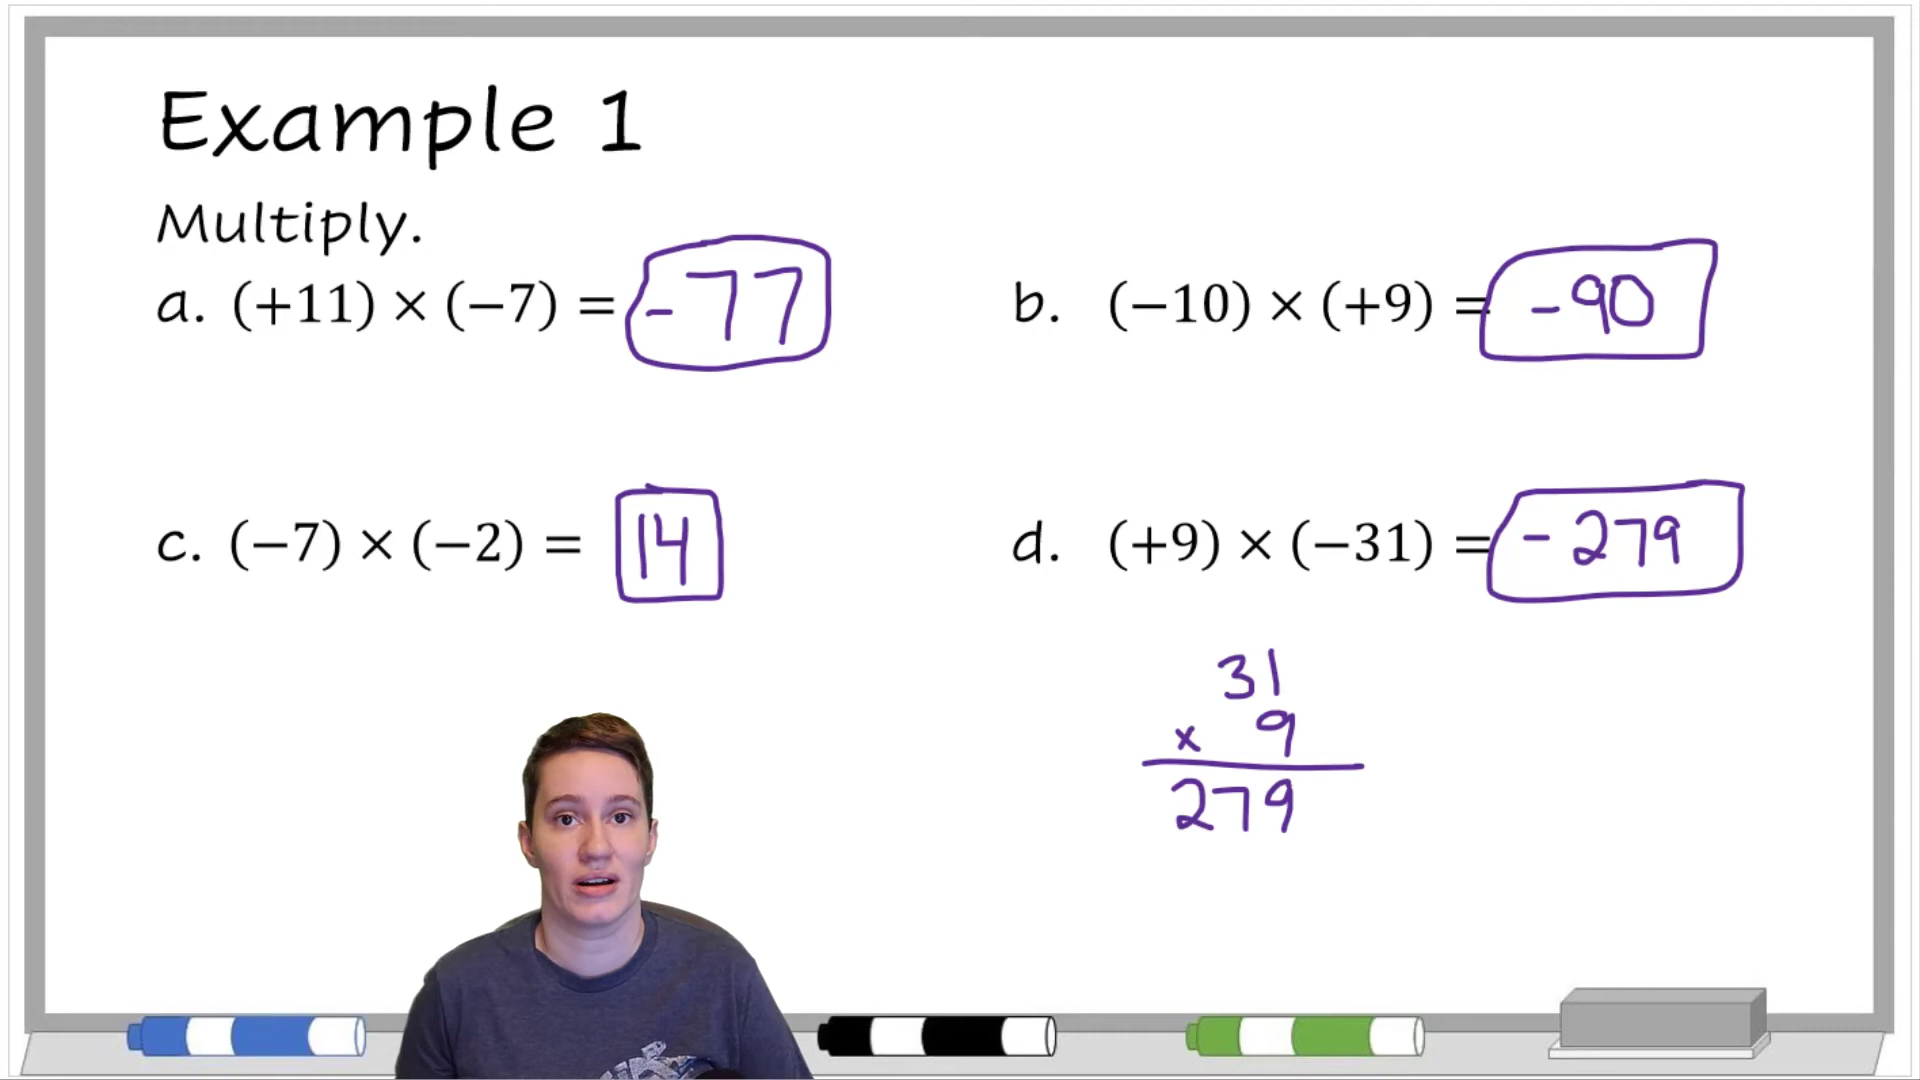 Example 1
Multiply.
a. (+11) × (−7) = -77
b. (−10) × (+9) = -90
c. (−7) × (−2) = 14
d. (+9) × (−31) = -279
31
x 9
279